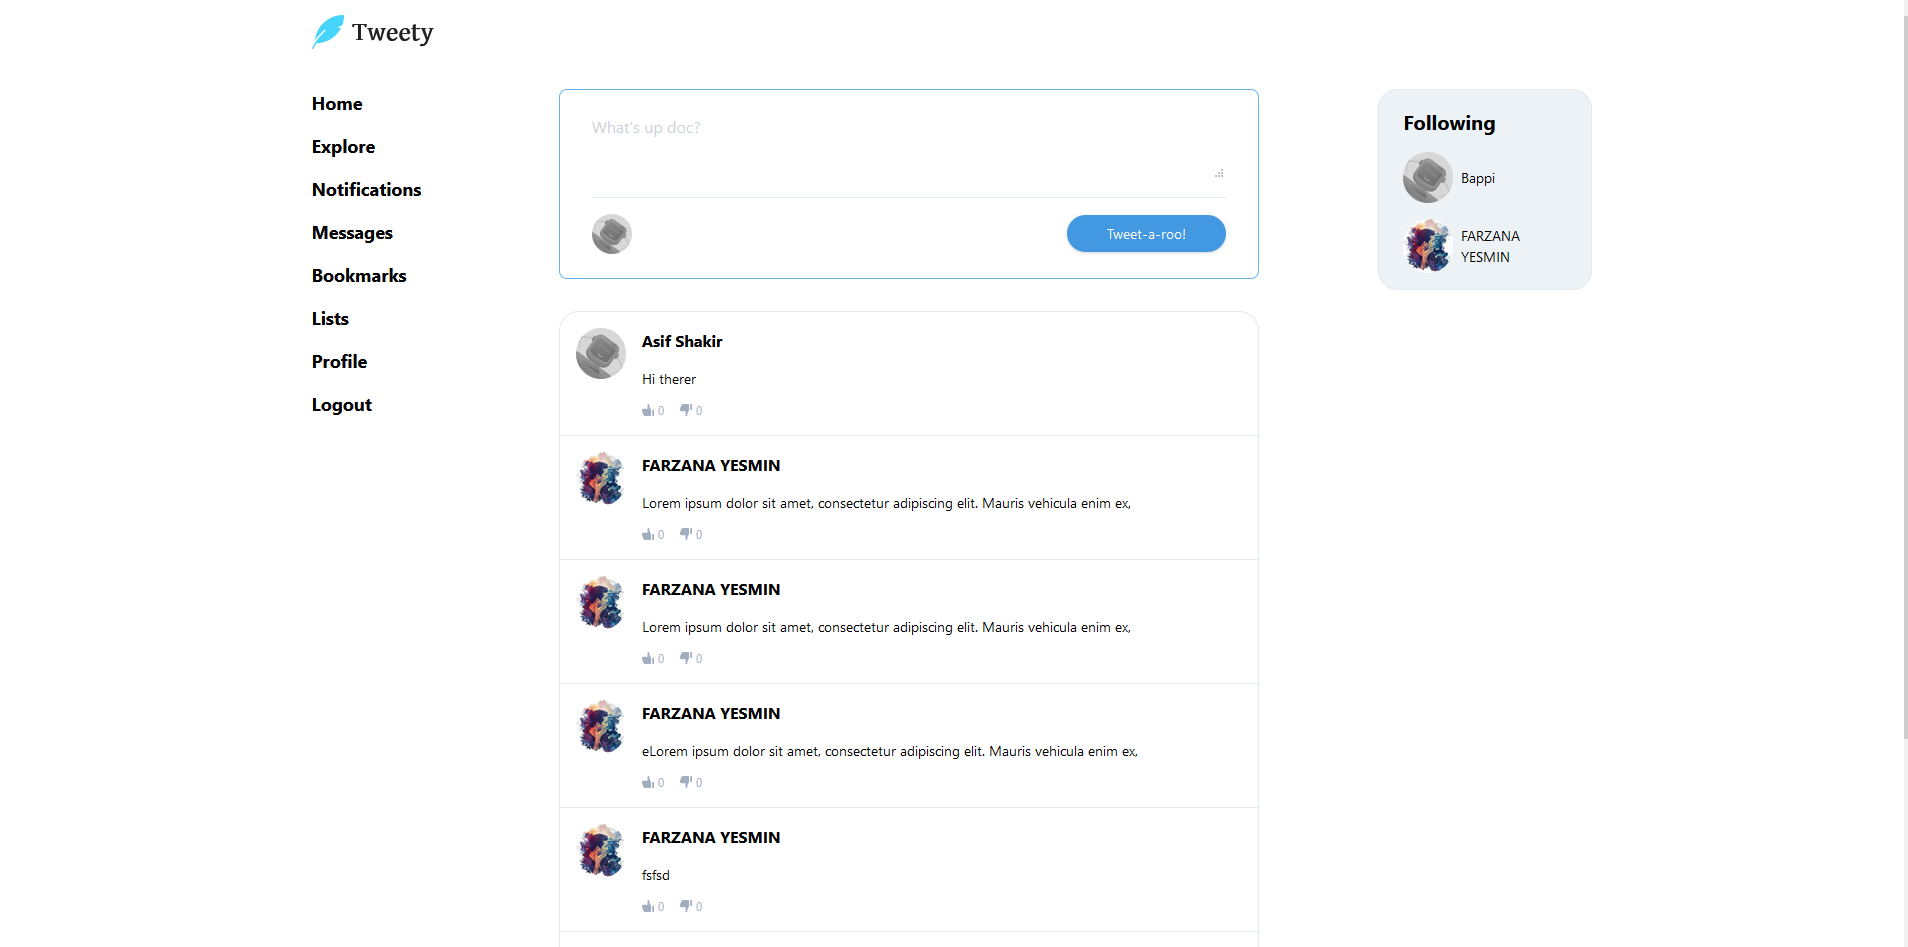 Tweety
Home
Explore
Notifications
Messages
Bookmarks
Lists
Profile
Logout
What's up doc?
Tweet-a-roo!
Asif Shakir
Hi therer
0 0
FARZANA YESMIN
Lorem ipsum dolor sit amet, consectetur adipiscing elit. Mauris vehicula enim ex,
0 0
FARZANA YESMIN
Lorem ipsum dolor sit amet, consectetur adipiscing elit. Mauris vehicula enim ex,
0 0
FARZANA YESMIN
eLorem ipsum dolor sit amet, consectetur adipiscing elit. Mauris vehicula enim ex,
0 0
FARZANA YESMIN
fsfsd
0 0
Following
Bappi
FARZANA
YESMIN